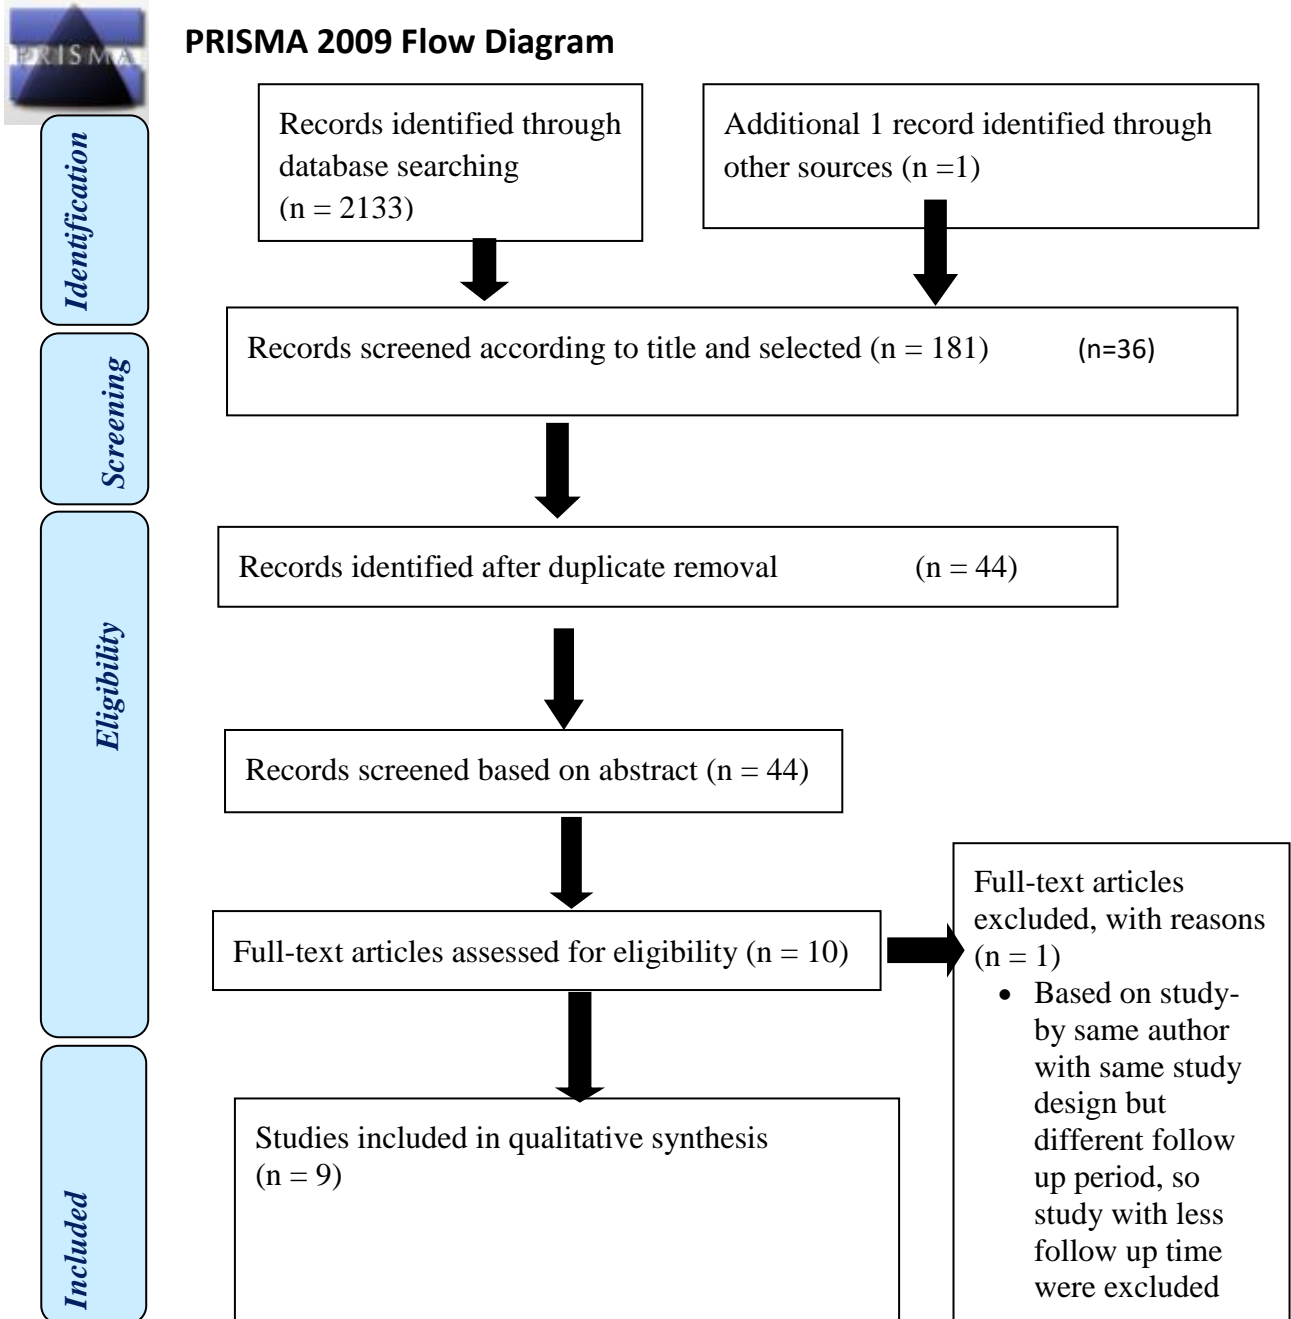 PRISMA
PRISMA 2009 Flow Diagram
Identification
Records identified through
database searching
(n = 2133)
Additional 1 record identified through
other sources (n =1)
Screening
Records screened according to title and selected (n = 181) (n=36)
Eligibility
Records identified after duplicate removal (n = 44)
Records screened based on abstract (n = 44)
Full-text articles assessed for eligibility (n = 10)
Full-text articles
excluded, with reasons
(n = 1)
• Based on study-
by same author
with same study
design but
different follow
up period, so
study with less
follow up time
were excluded
Included
Studies included in qualitative synthesis
(n = 9)